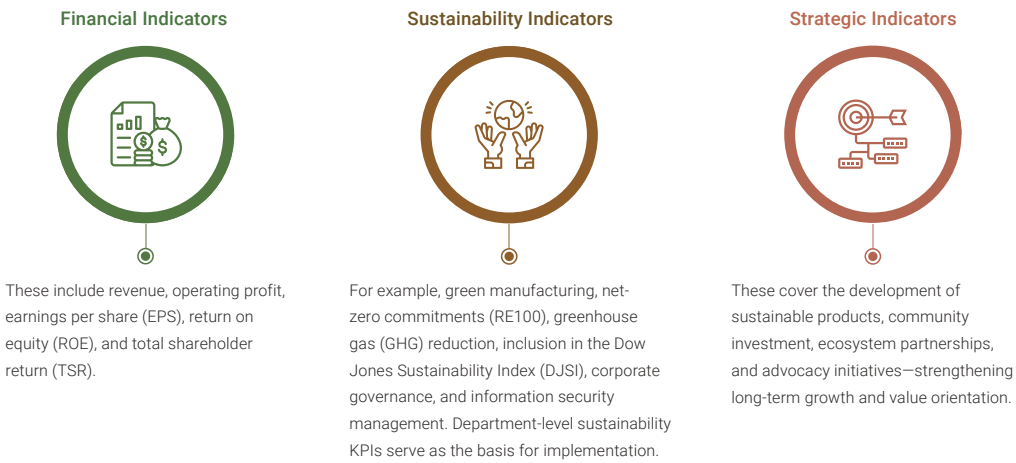 Financial Indicators
These include revenue, operating profit,
earnings per share (EPS), return on
equity (ROE), and total shareholder
return (TSR).
Sustainability Indicators
For example, green manufacturing, net-
zero commitments (RE100), greenhouse
gas (GHG) reduction, inclusion in the Dow
Jones Sustainability Index (DJSI), corporate
governance, and information security
management. Department-level sustainability
KPIs serve as the basis for implementation.
Strategic Indicators
These cover the development of
sustainable products, community
investment, ecosystem partnerships,
and advocacy initiatives—strengthening
long-term growth and value orientation.